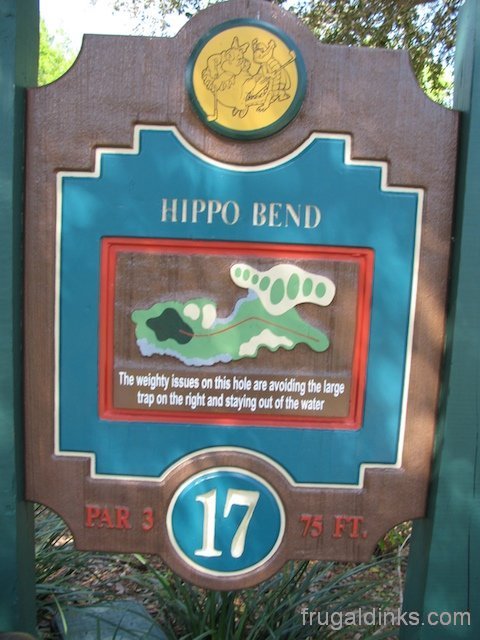 HIPPO BEND
The weighty issues on this hole are avoiding the large
trap on the right and staying out of the water
PAR 3
17
75 FT.
frugaldinks.com